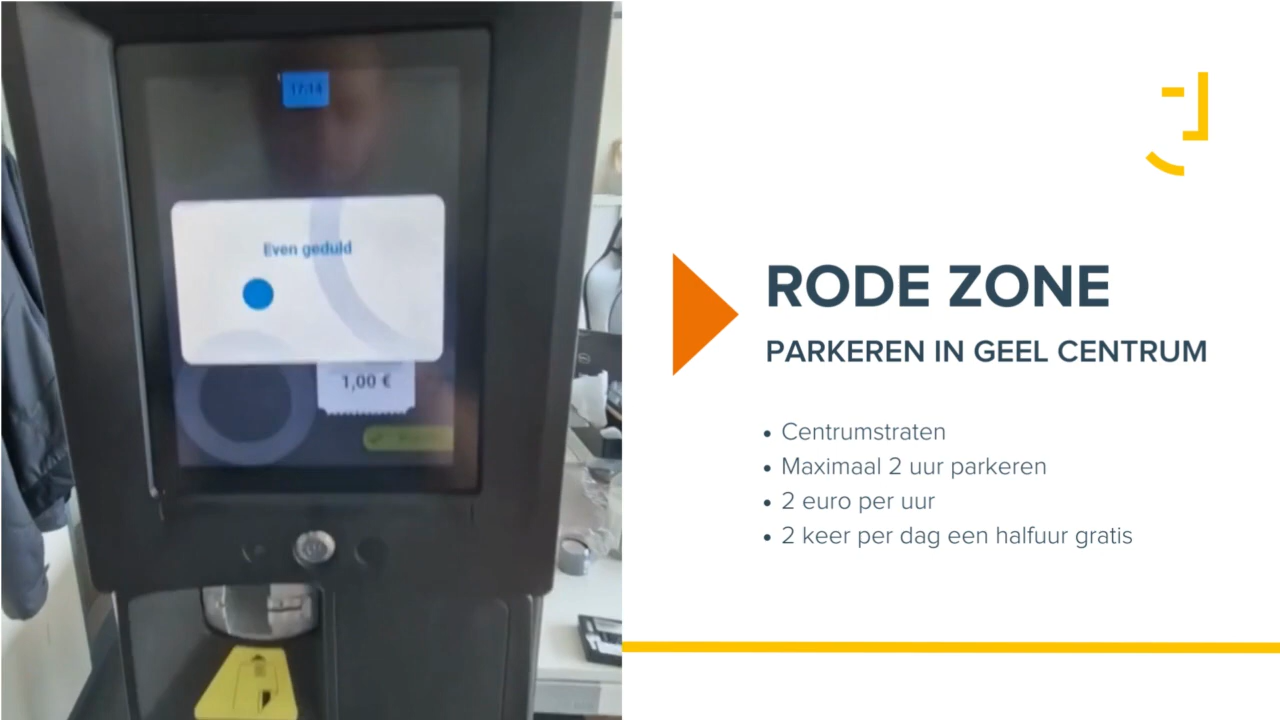 17:14
Even geduld
1,00 €
RODE ZONE
PARKEREN IN GEEL CENTRUM
• Centrumstraten
• Maximaal 2 uur parkeren
• 2 euro per uur
• 2 keer per dag een halfuur gratis